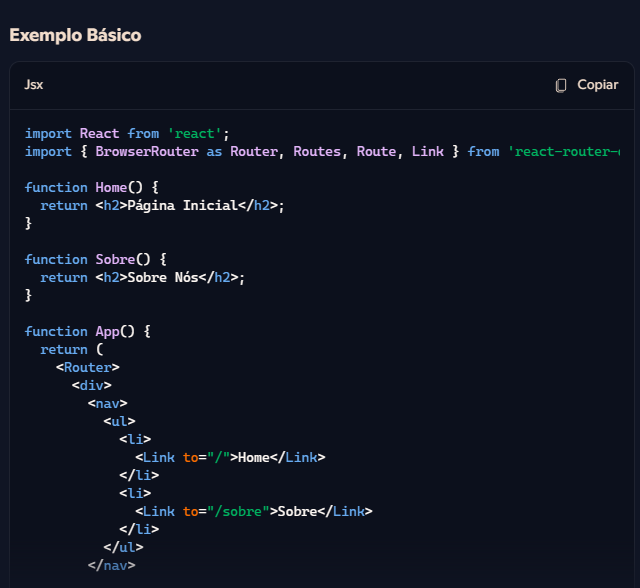 Exemplo Básico
Jsx
Copiar
import React from 'react';
import { BrowserRouter as Router, Routes, Route, Link } from 'react-router-
function Home() {
  return <h2>Página Inicial</h2>;
}
function Sobre() {
  return <h2>Sobre Nós</h2>;
}
function App() {
  return (
    <Router>
      <div>
        <nav>
          <ul>
            <li>
              <Link to="/">Home</Link>
            </li>
            <li>
              <Link to="/sobre">Sobre</Link>
            </li>
          </ul>
        </nav>